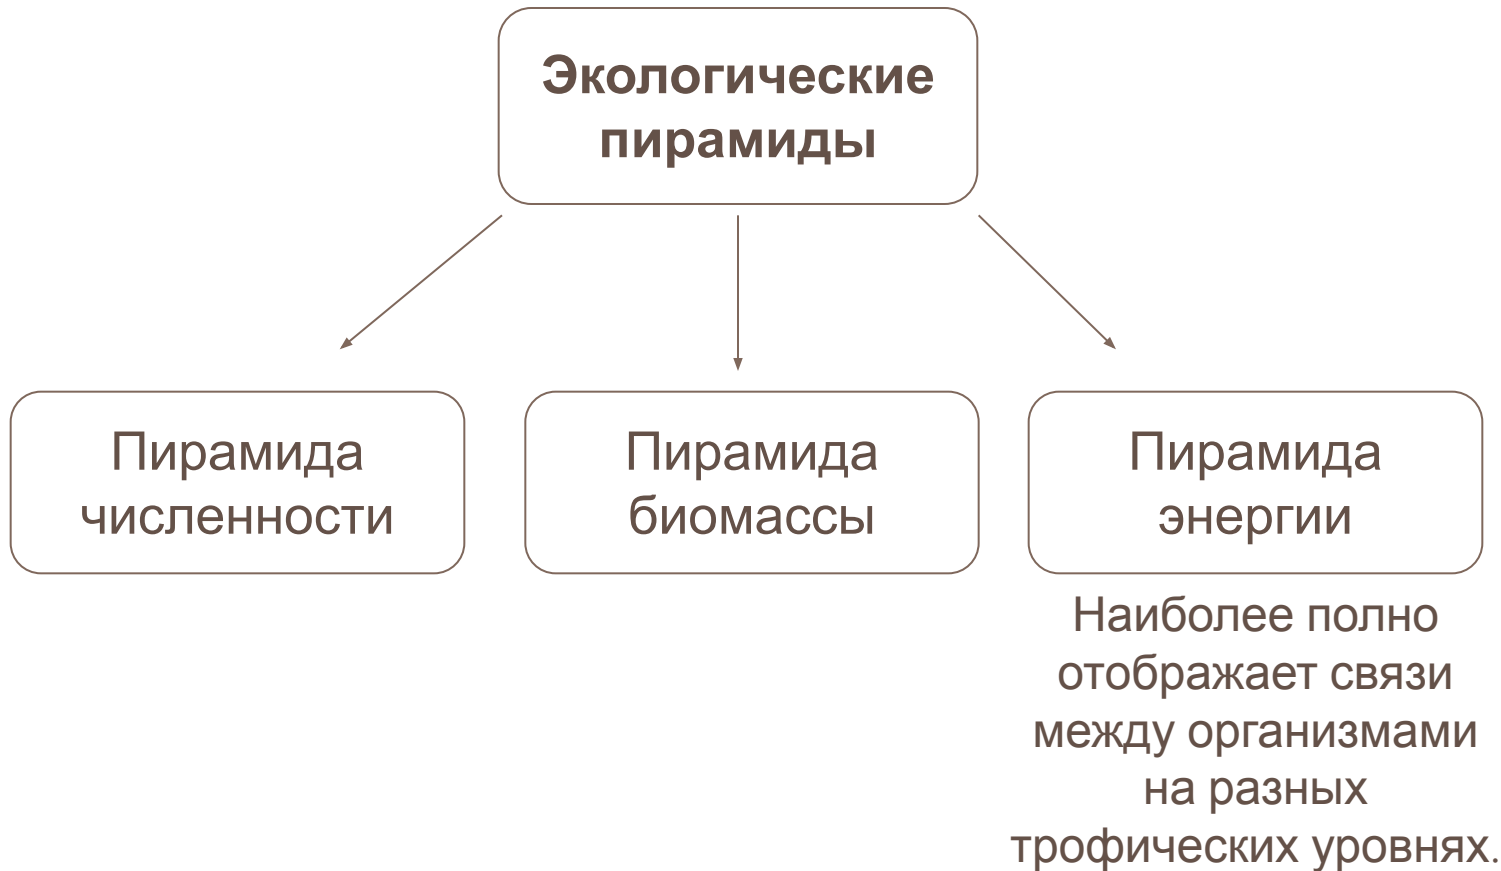 Экологические
пирамиды
Пирамида
численности
Пирамида
биомассы
Пирамида
энергии
Наиболее полно
отображает связи
между организмами
на разных
трофических уровнях.